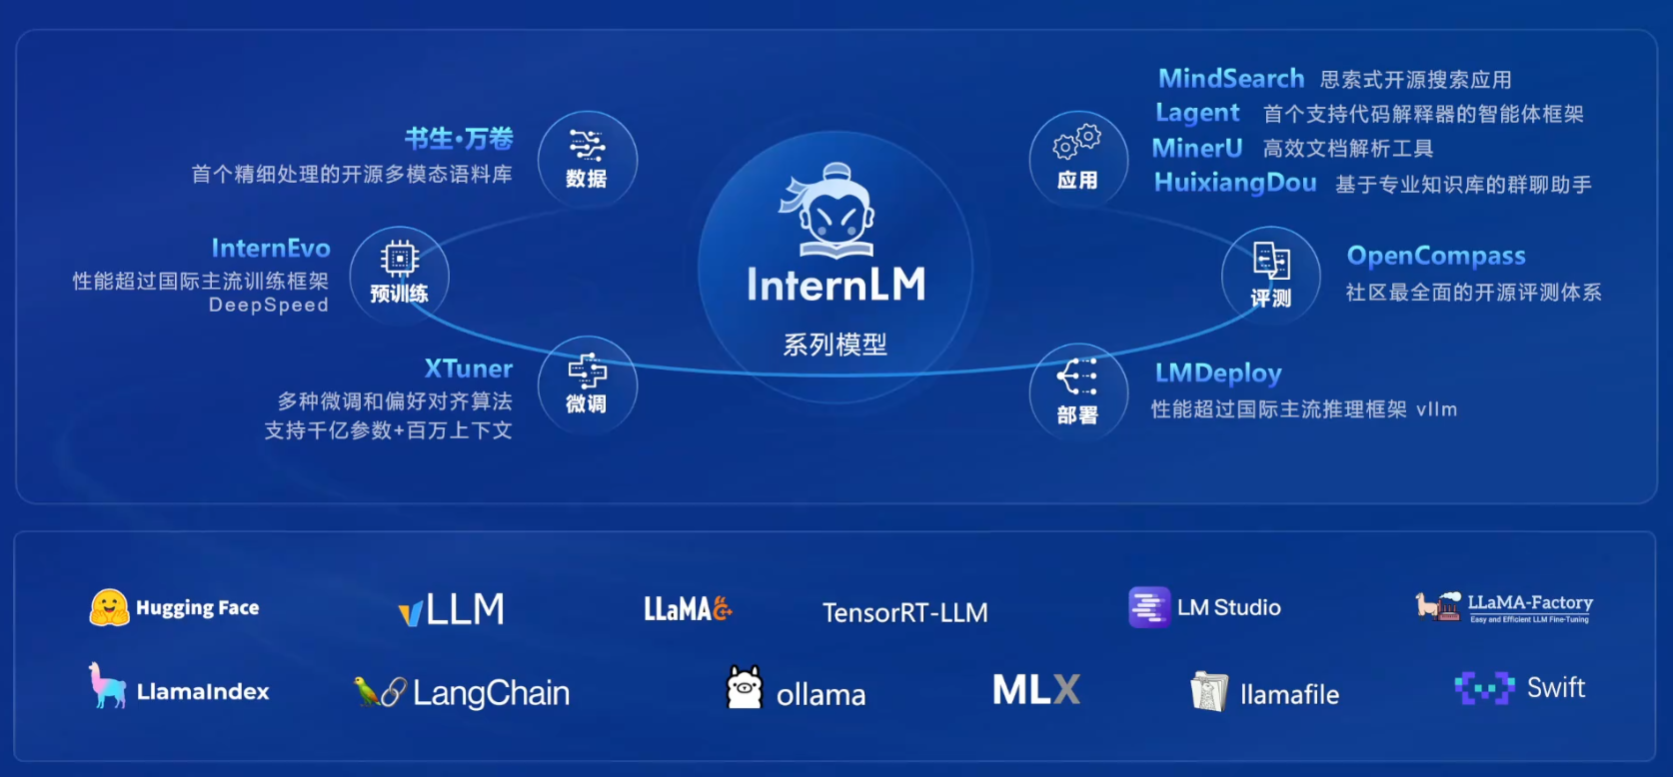 书生·万卷
首个精细处理的开源多模态语料库
数据
InternEvo
性能超过国际主流训练框架
DeepSpeed
预训练
XTuner
多种微调和偏好对齐算法
支持千亿参数+百万上下文
微调
InternLM
系列模型
应用
MindSearch 思索式开源搜索应用
Lagent 首个支持代码解释器的智能体框架
MinerU 高效文档解析工具
HuixiangDou 基于专业知识库的群聊助手
评测
OpenCompass
社区最全面的开源评测体系
部署
LMDeploy
性能超过国际主流推理框架 vllm
Hugging Face
vLLM
LLaMA C++
TensorRT-LLM
LM Studio
LLaMA-Factory
Easy and Efficient LLM Fine-Tuning
LlamaIndex
LangChain
ollama
MLX
llamafile
Swift